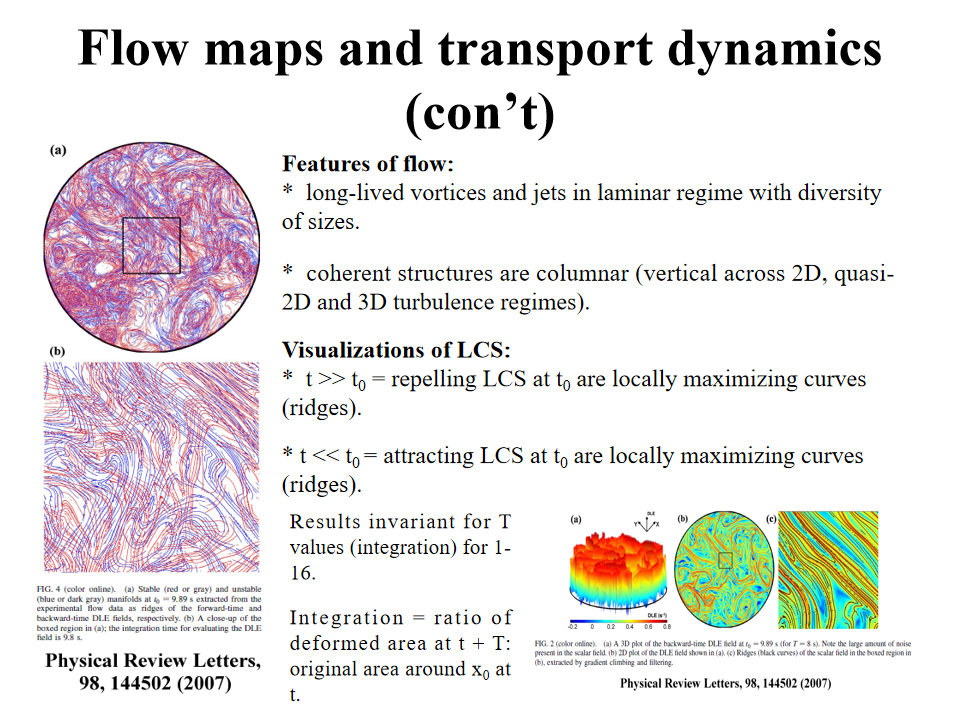 Flow maps and transport dynamics
(con’t)
(a)
Features of flow:
* long-lived vortices and jets in laminar regime with diversity
of sizes.
* coherent structures are columnar (vertical across 2D, quasi-
2D and 3D turbulence regimes).
(b)
Visualizations of LCS:
* t >> t0 = repelling LCS at t0 are locally maximizing curves
(ridges).
* t << t0 = attracting LCS at t0 are locally maximizing curves
(ridges).
Results invariant for T
values (integration) for 1-
16.
Integration = ratio of
deformed area at t + T:
original area around x0 at
t.
FIG. 4 (color online). (a) Stable (red or gray) and unstable
(blue or dark gray) manifolds at t0 = 9.89 s extracted from the
experimental flow data as ridges of the forward-time and
backward-time DLE fields, respectively. (b) A close-up of the
boxed region in (a); the integration time for evaluating the DLE
field is 9.8 s.
Physical Review Letters,
98, 144502 (2007)
(a)
DLE
Y
X
(b)
(c)
DLE (s-1)
-0.2 0 0.2 0.4 0.6 0.8
FIG. 2 (color online). (a) A 3D plot of the backward-time DLE field at t0 = 9.89 s (for T = 8 s). Note the large amount of noise
present in the scalar field. (b) 2D plot of the DLE field shown in (a). (c) Ridges (black curves) of the scalar field in the boxed region in
(b), extracted by gradient climbing and filtering.
Physical Review Letters, 98, 144502 (2007)